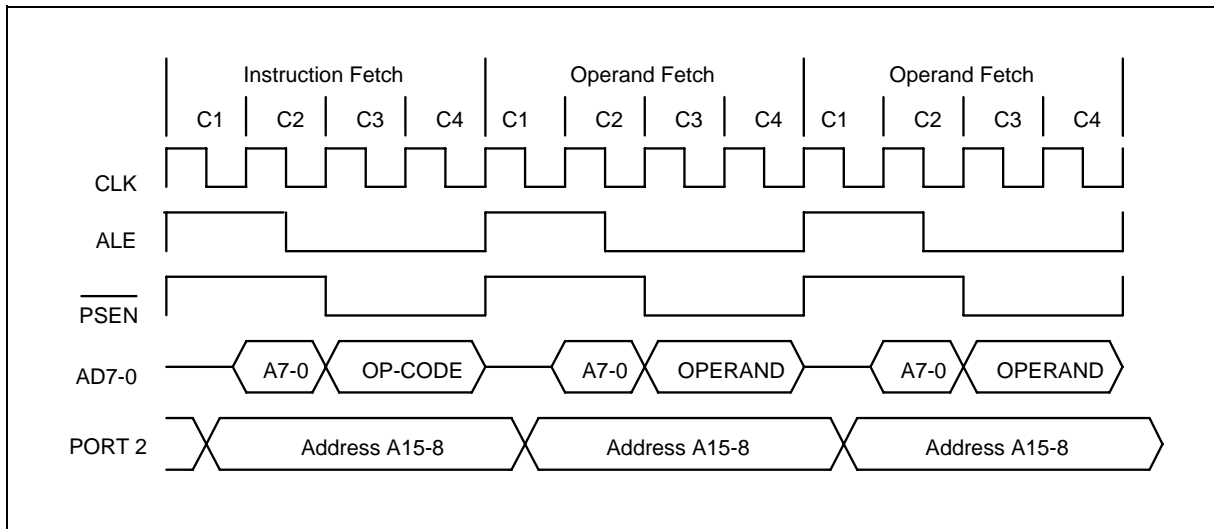 Instruction Fetch Operand Fetch Operand Fetch
C1 C2 C3 C4 C1 C2 C3 C4 C1 C2 C3 C4
CLK
ALE
PSEN
AD7-0 A7-0 OP-CODE A7-0 OPERAND A7-0 OPERAND
PORT 2 Address A15-8 Address A15-8 Address A15-8